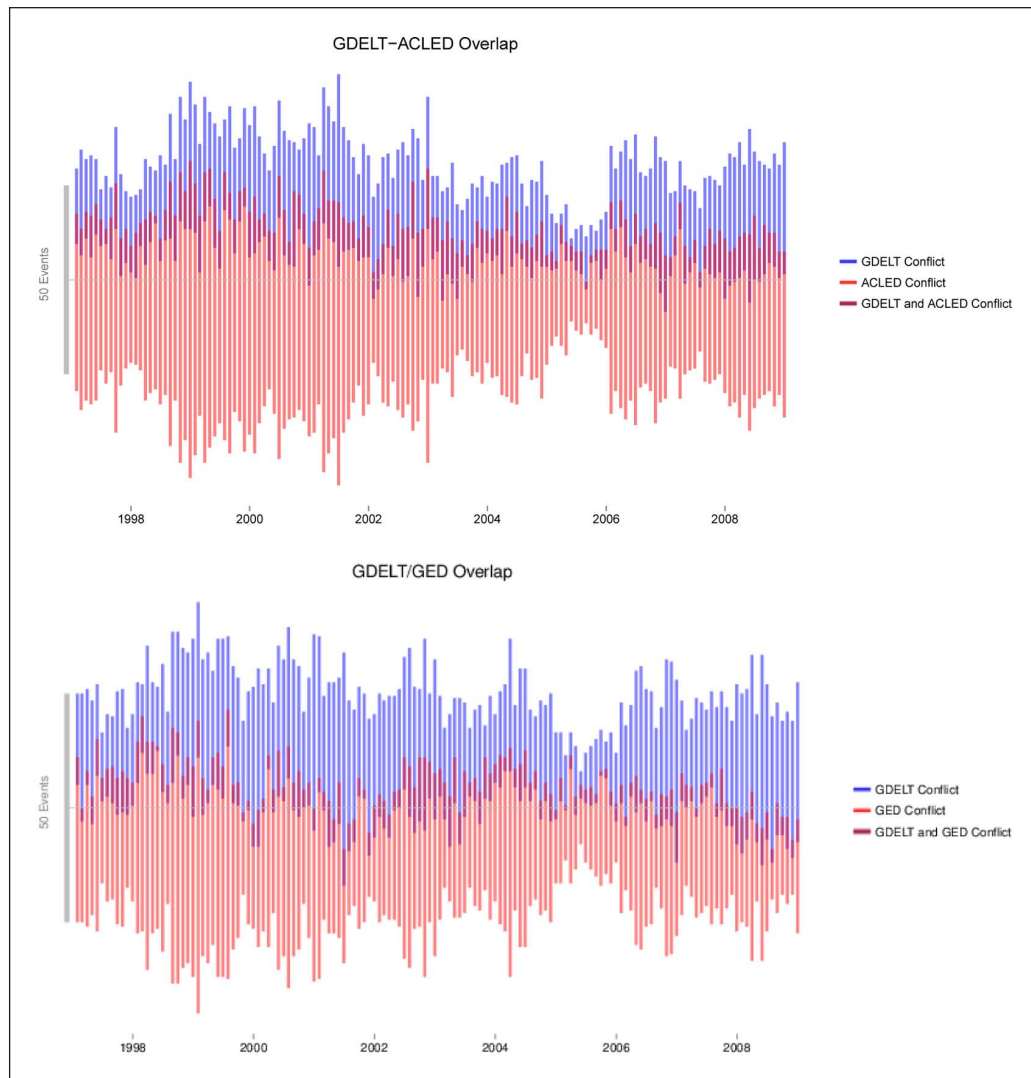 GDELT−ACLED Overlap
50 Events
GDELT Conflict
ACLED Conflict
GDELT and ACLED Conflict
1998 2000 2002 2004 2006 2008
GDELT/GED Overlap
50 Events
GDELT Conflict
GED Conflict
GDELT and GED Conflict
1998 2000 2002 2004 2006 2008